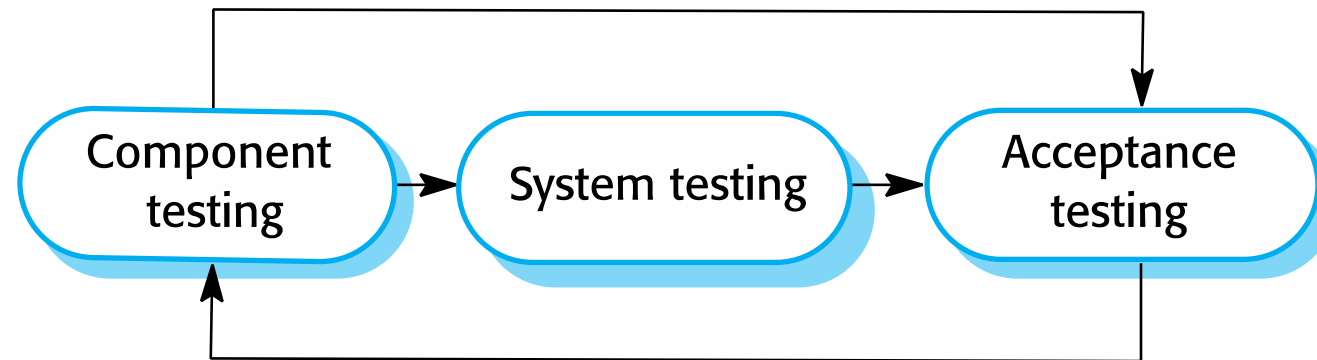 Component
testing
System testing
Acceptance
testing